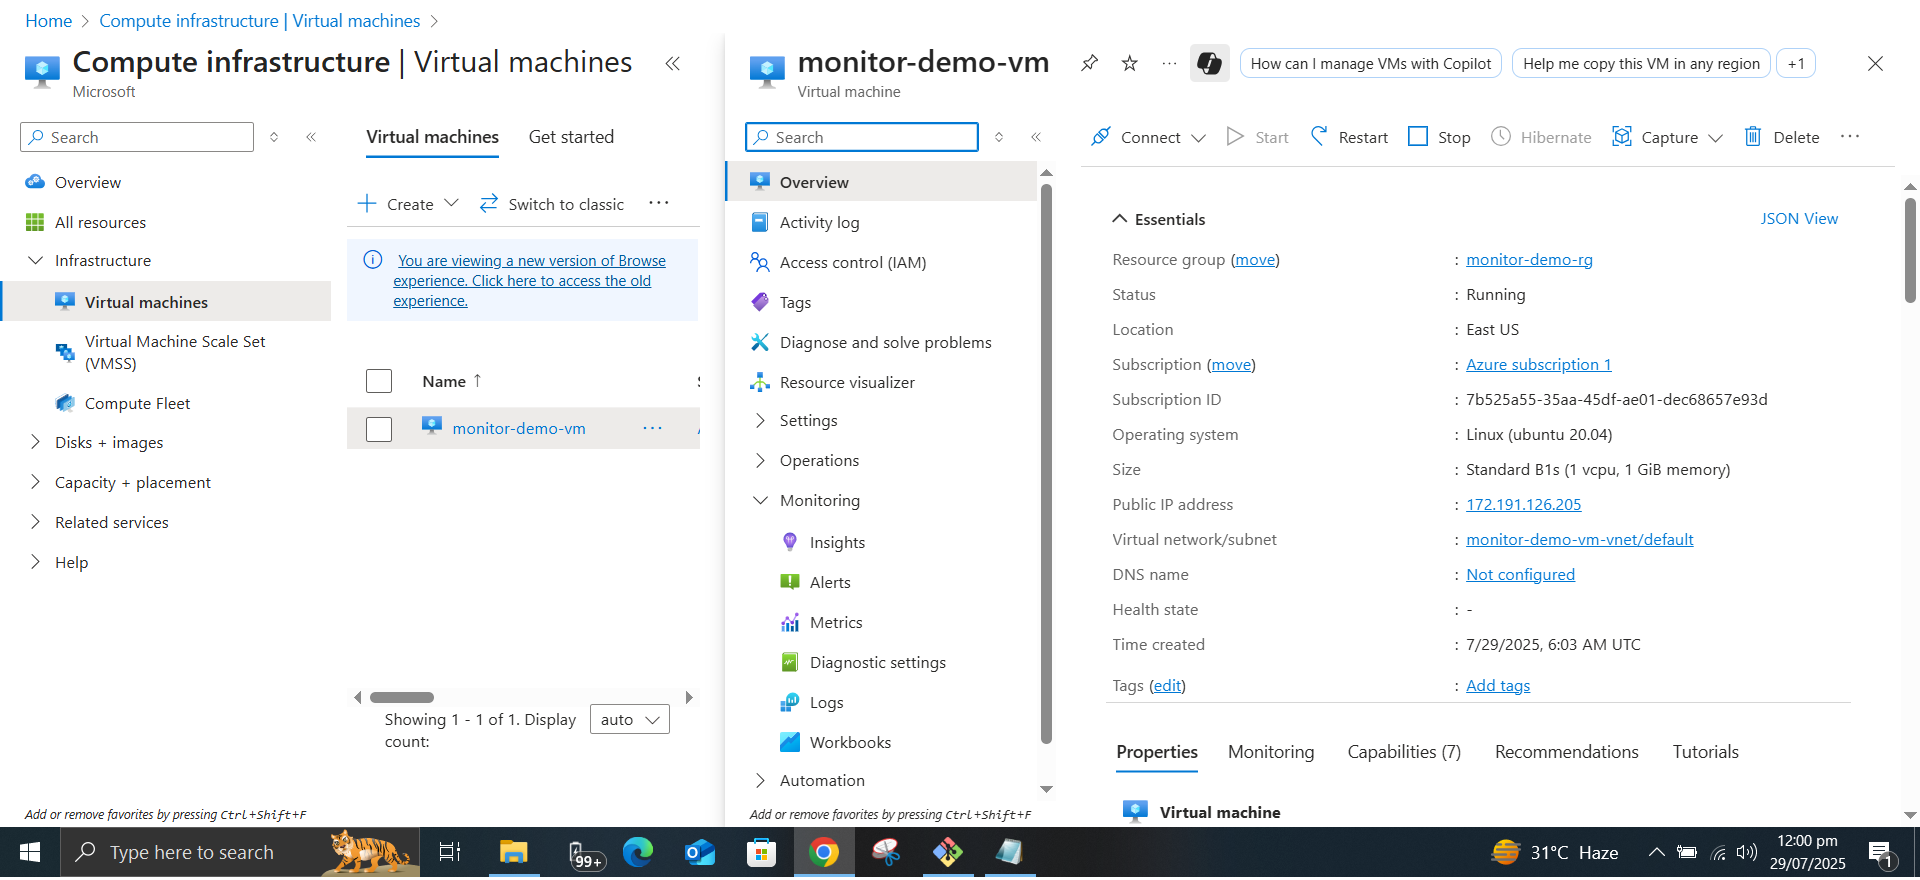 Home > Compute infrastructure | Virtual machines >
Compute infrastructure | Virtual machines
Microsoft
Search
Overview
All resources
Infrastructure
Virtual machines
Virtual Machine Scale Set
(VMSS)
Compute Fleet
Disks + images
Capacity + placement
Related services
Help
Add or remove favorites by pressing Ctrl+Shift+F
Virtual machines Get started
Create Switch to classic ...
You are viewing a new version of Browse
experience. Click here to access the old
experience.
Name ↑
monitor-demo-vm ...
Showing 1 - 1 of 1. Display
count:
auto
monitor-demo-vm
Virtual machine
How can I manage VMs with Copilot
Help me copy this VM in any region
+1
Search
Overview
Activity log
Access control (IAM)
Tags
Diagnose and solve problems
Resource visualizer
Settings
Operations
Monitoring
Insights
Alerts
Metrics
Diagnostic settings
Logs
Workbooks
Automation
Add or remove favorites by pressing Ctrl+Shift+F
Connect Start Restart Stop Hibernate Capture Delete ...
Essentials
JSON View
Resource group (move) : monitor-demo-rg
Status : Running
Location : East US
Subscription (move) : Azure subscription 1
Subscription ID : 7b525a55-35aa-45df-ae01-dec68657e93d
Operating system : Linux (ubuntu 20.04)
Size : Standard B1s (1 vcpu, 1 GiB memory)
Public IP address : 172.191.126.205
Virtual network/subnet : monitor-demo-vm-vnet/default
DNS name : Not configured
Health state : -
Time created : 7/29/2025, 6:03 AM UTC
Tags (edit) : Add tags
Properties Monitoring Capabilities (7) Recommendations Tutorials
Virtual machine
Type here to search
99+
31°C Haze
12:00 pm
29/07/2025
1